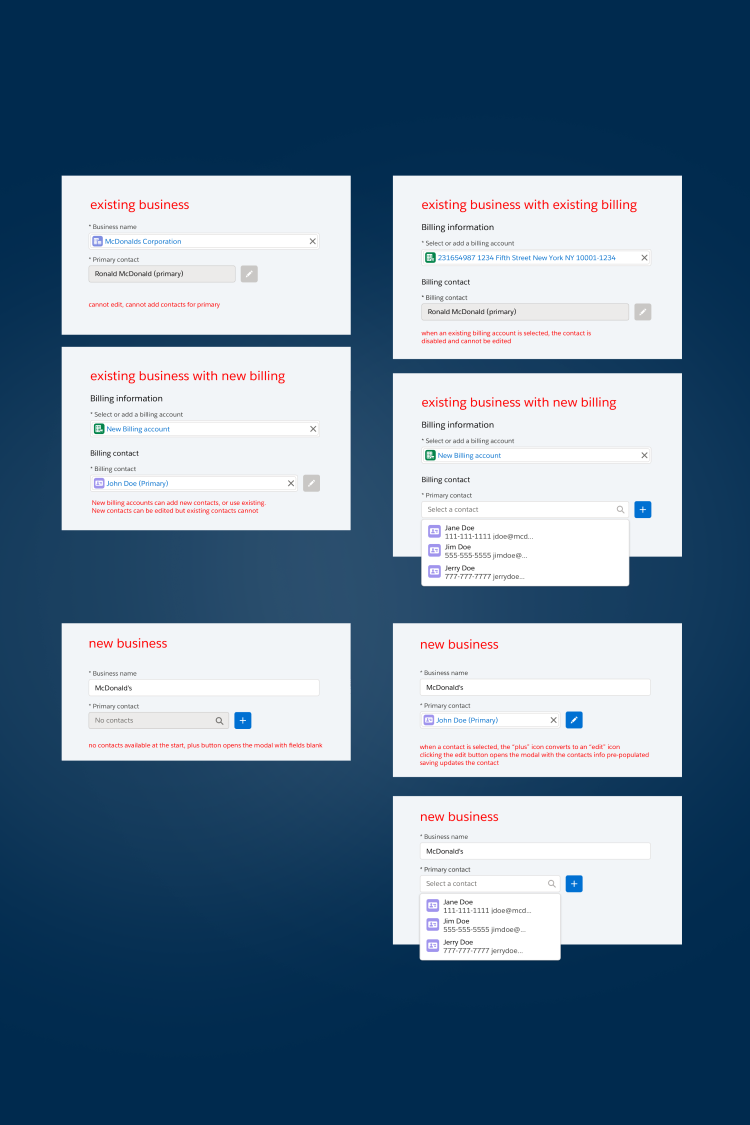 existing business
* Business name
McDonalds Corporation
* Primary contact
Ronald McDonald (primary)
cannot edit, cannot add contacts for primary
existing business with existing billing
Billing information
* Select or add a billing account
231654987 1234 Fifth Street New York NY 10001-1234
Billing contact
* Billing contact
Ronald McDonald (primary)
when an existing billing account is selected, the contact is
disabled and cannot be edited
existing business with new billing
Billing information
* Select or add a billing account
New Billing account
Billing contact
* Billing contact
John Doe (Primary)
New billing accounts can add new contacts, or use existing.
New contacts can be edited but existing contacts cannot
existing business with new billing
Billing information
* Select or add a billing account
New Billing account
Billing contact
* Primary contact
Select a contact
Jane Doe
111-111-1111 jdoe@mcd...
Jim Doe
555-555-5555 jimdoe@...
Jerry Doe
777-777-7777 jerrydoe...
new business
* Business name
McDonald's
* Primary contact
No contacts
no contacts available at the start, plus button opens the modal with fields blank
new business
* Business name
McDonald's
* Primary contact
John Doe (Primary)
when a contact is selected, the "plus" icon converts to an "edit" icon
clicking the edit button opens the modal with the contacts info pre-populated
saving updates the contact
new business
* Business name
McDonald's
* Primary contact
Select a contact
Jane Doe
111-111-1111 jdoe@mcd...
Jim Doe
555-555-5555 jimdoe@...
Jerry Doe
777-777-7777 jerrydoe...